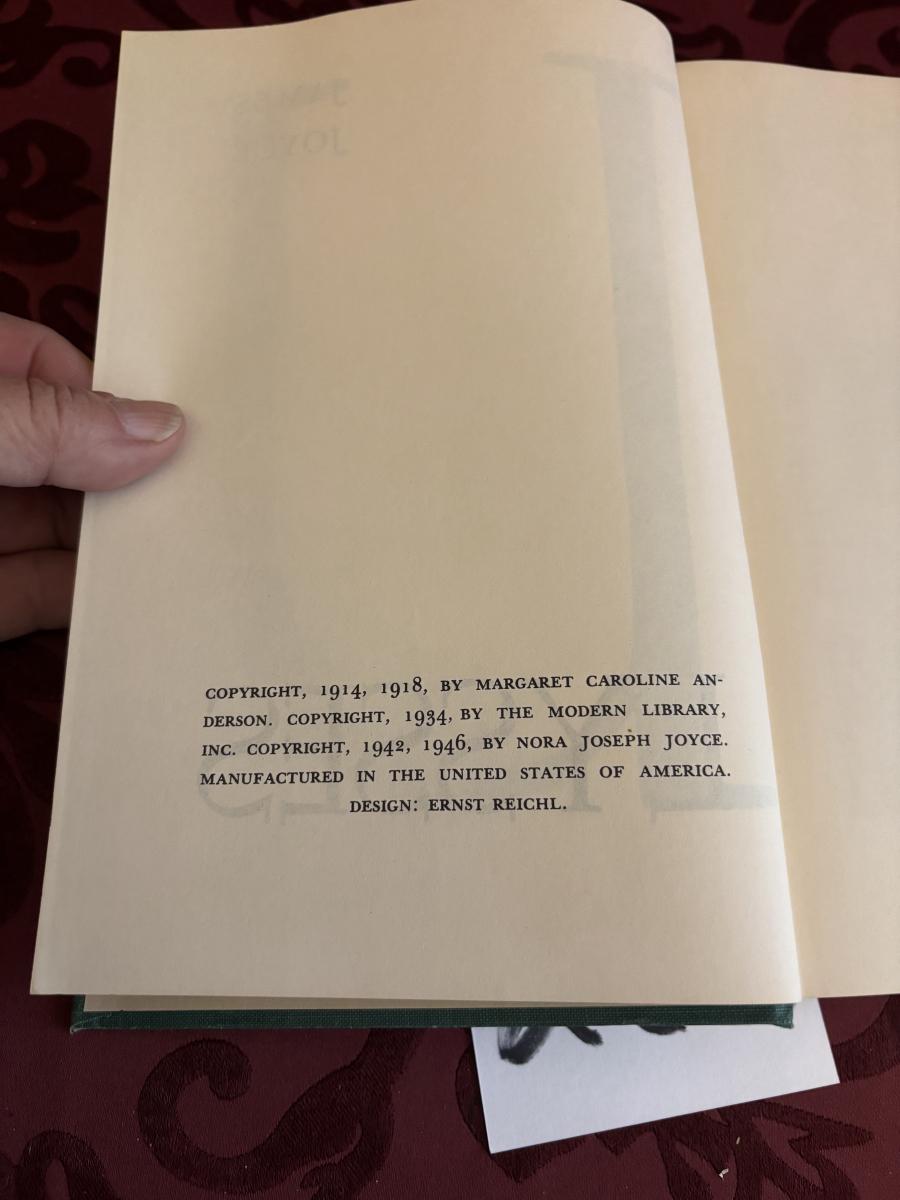 COPYRIGHT, 1914, 1918, BY MARGARET CAROLINE AN-
DERSON. COPYRIGHT, 1934, BY THE MODERN LIBRARY,
INC. COPYRIGHT, 1942, 1946, BY NORA JOSEPH JOYCE.
MANUFACTURED IN THE UNITED STATES OF AMERICA.
DESIGN: ERNST REICHL.